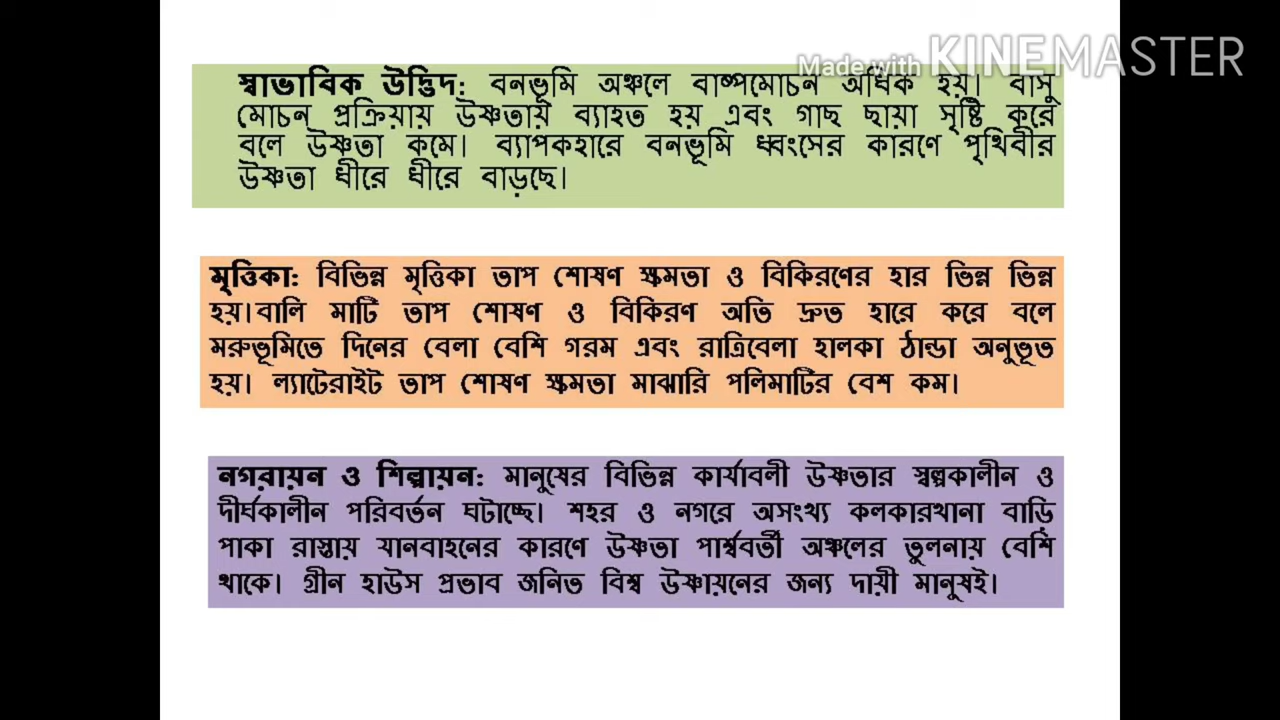 Made with KINEMASTER
স্বাভাবিক উদ্ভিদ: বনভূমি অঞ্চলে বাষ্পমোচন অধিক হয়। বাসু
মোচন প্রক্রিয়ায় উষ্ণতায় ব্যাহত হয় এবং গাছ ছায়া সৃষ্টি করে
বলে উষ্ণতা কমে। ব্যাপকহারে বনভূমি ধ্বংসের কারণে পৃথিবীর
উষ্ণতা ধীরে ধীরে বাড়ছে।
মৃত্তিকা: বিভিন্ন মৃত্তিকা তাপ শোষণ ক্ষমতা ও বিকিরণের হার ভিন্ন ভিন্ন
হয়।বালি মাটি তাপ শোষণ ও বিকিরণ অতি দ্রুত হারে করে বলে
মরুভূমিতে দিনের বেলা বেশি গরম এবং রাত্রিবেলা হালকা ঠান্ডা অনুভূত
হয়। ল্যাটেরাইট তাপ শোষণ ক্ষমতা মাঝারি পলিমাটির বেশ কম।
নগরায়ন ও শিল্পায়ন: মানুষের বিভিন্ন কার্যাবলী উষ্ণতার স্বল্পকালীন ও
দীর্ঘকালীন পরিবর্তন ঘটাচ্ছে। শহর ও নগরে অসংখ্য কলকারখানা বাড়ি
পাকা রাস্তায় যানবাহনের কারণে উষ্ণতা পার্শ্ববর্তী অঞ্চলের তুলনায় বেশি
থাকে। গ্রীন হাউস প্রভাব জনিত বিশ্ব উষ্ণায়নের জন্য দায়ী মানুষই।